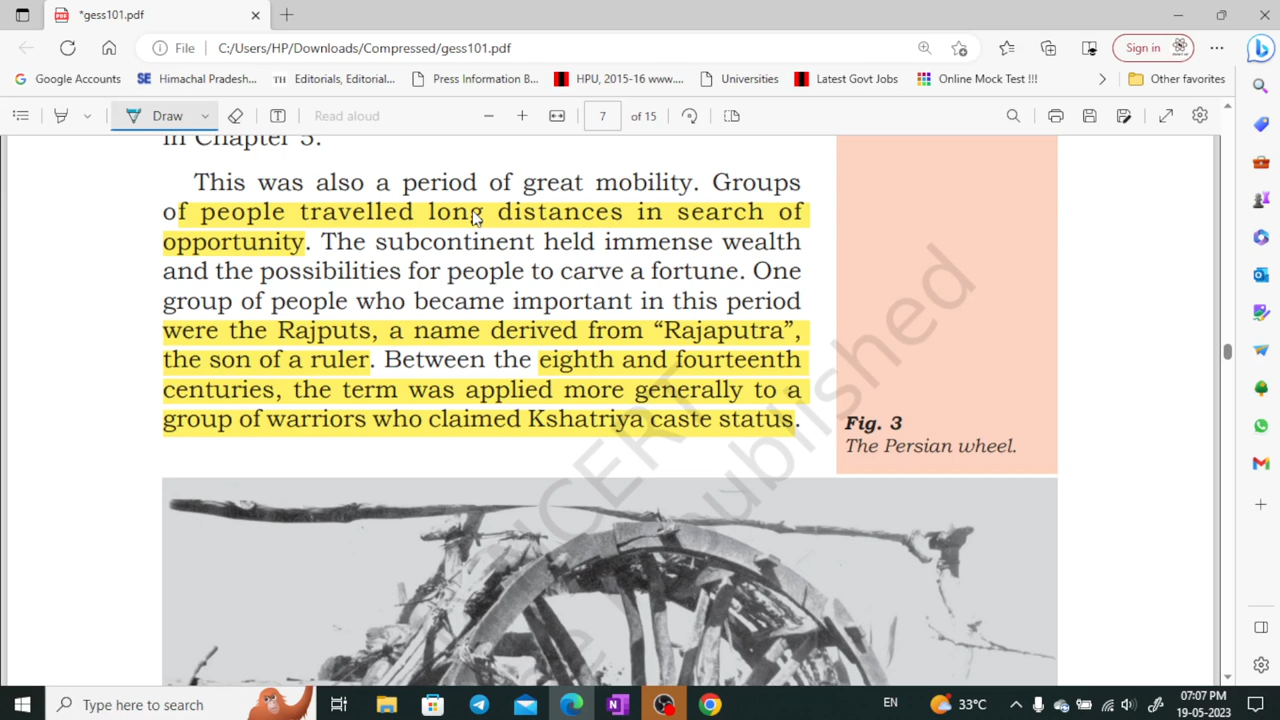 *gess101.pdf
File
C:/Users/HP/Downloads/Compressed/gess101.pdf
Sign in
Google Accounts
SE Himachal Pradesh...
TH Editorials, Editorial...
Press Information B...
HPU, 2015-16 www....
Universities
Latest Govt Jobs
Online Mock Test !!!
Other favorites
Draw
Read aloud
7 of 15
in Chapter 5.
This was also a period of great mobility. Groups
of people travelled long distances in search of
opportunity. The subcontinent held immense wealth
and the possibilities for people to carve a fortune. One
group of people who became important in this period
were the Rajputs, a name derived from “Rajaputra”,
the son of a ruler. Between the eighth and fourteenth
centuries, the term was applied more generally to a
group of warriors who claimed Kshatriya caste status.
Fig. 3
The Persian wheel.
NCERT
published
Type here to search
33°C
EN
07:07 PM
19-05-2023